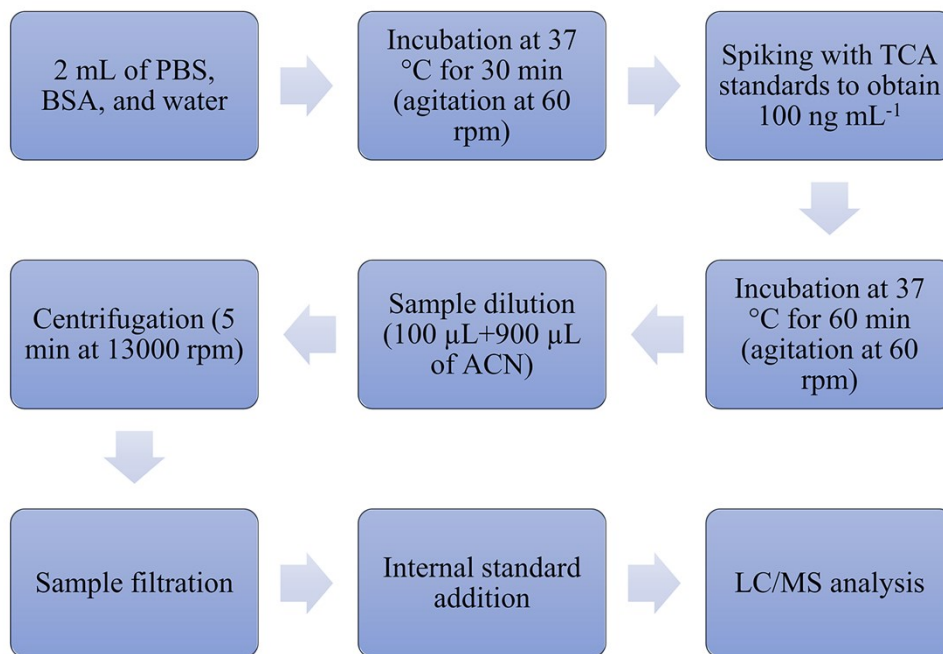 2 mL of PBS,
BSA, and water
Incubation at 37
°C for 30 min
(agitation at 60
rpm)
Spiking with TCA
standards to obtain
100 ng mL⁻¹
Incubation at 37
°C for 60 min
(agitation at 60
rpm)
Sample dilution
(100 µL+900 µL
of ACN)
Centrifugation (5
min at 13000 rpm)
Sample filtration
Internal standard
addition
LC/MS analysis